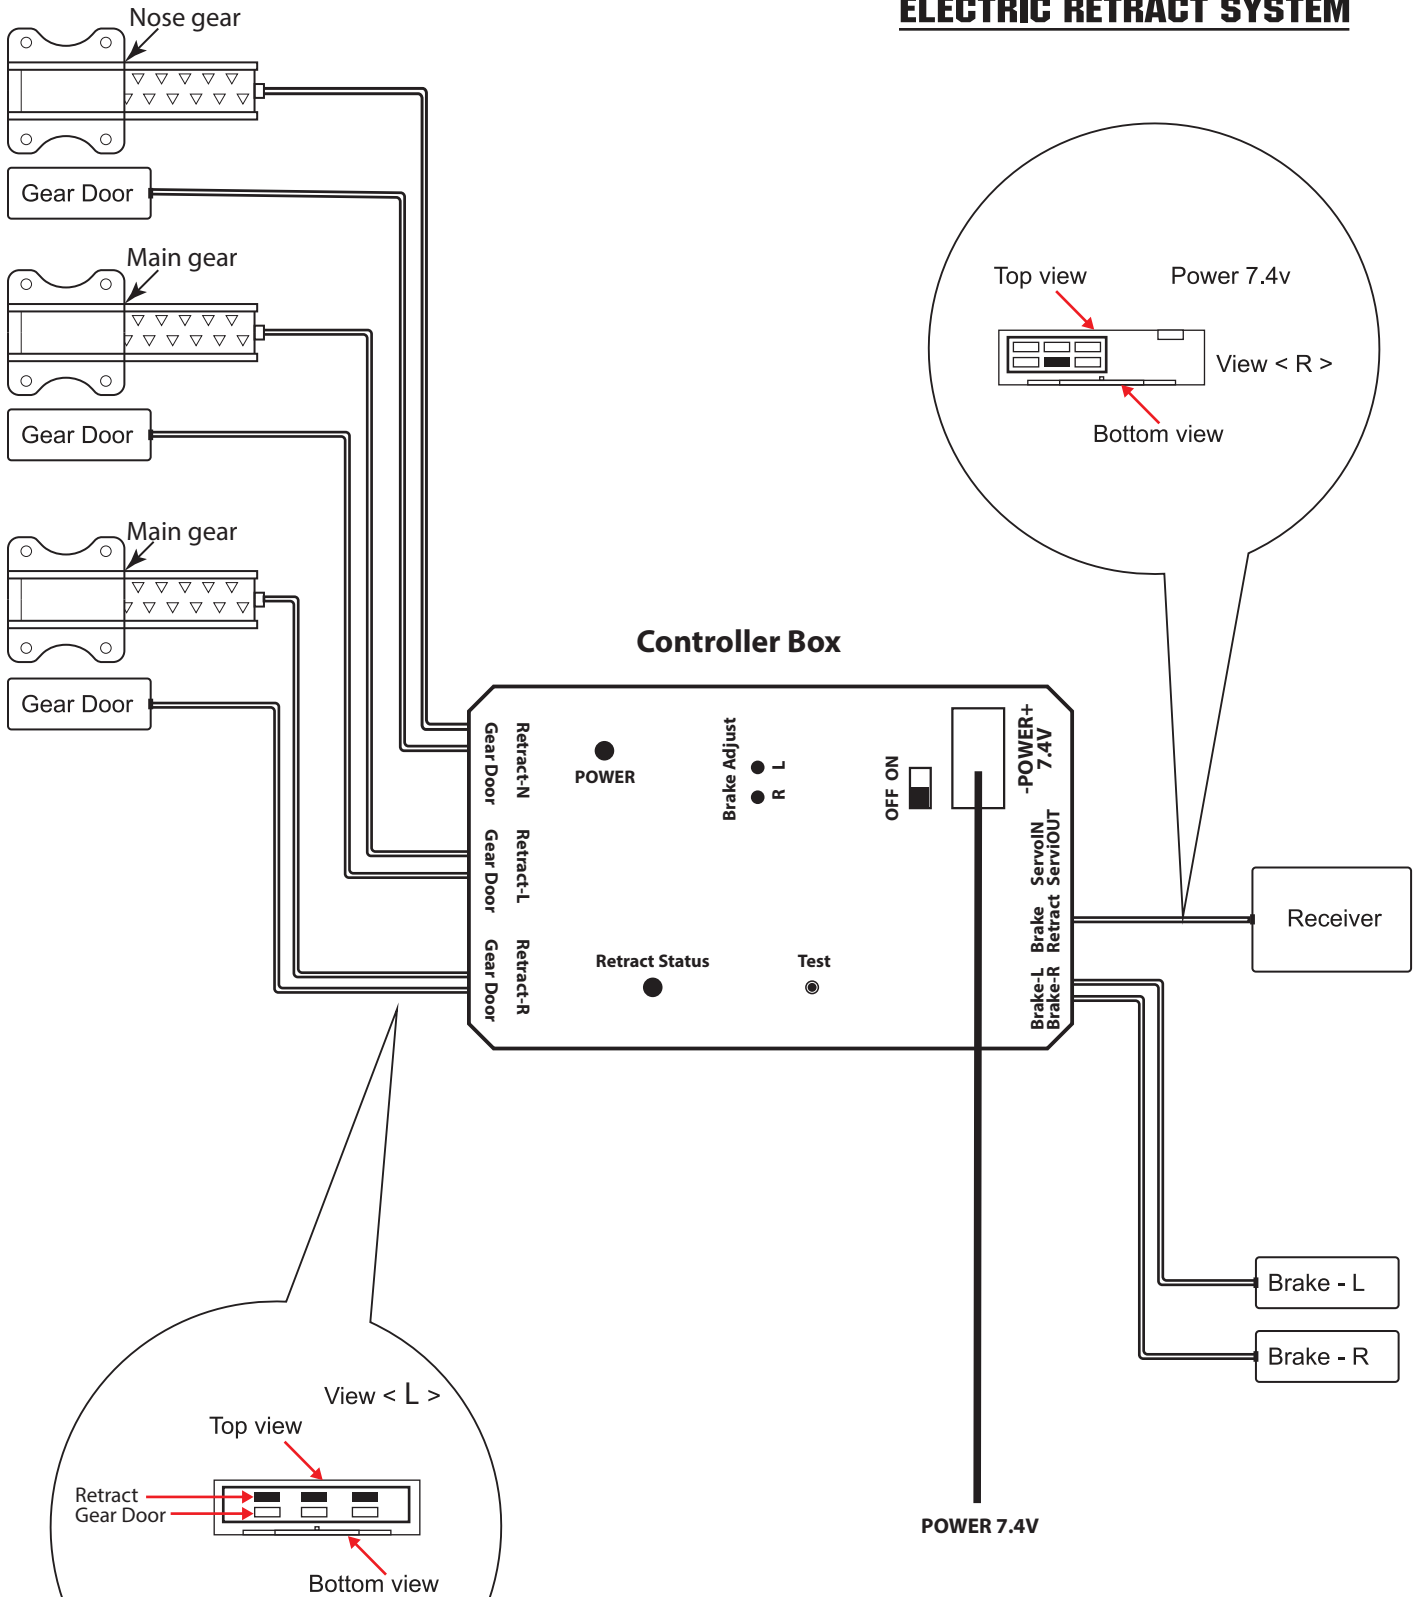 ELECTRIC RETRACT SYSTEM
Nose gear
Gear Door
Main gear
Gear Door
Main gear
Gear Door
Top view
Power 7.4v
View < R >
Bottom view
Controller Box
Gear Door
Retract-N
Gear Door
Retract-L
Gear Door
Retract-R
POWER
Brake Adjust
L
R
OFF ON
-POWER+
7.4V
ServoIN
ServiOUT
Brake
Retract
Brake-L
Brake-R
Retract Status
Test
Receiver
Brake - L
Brake - R
POWER 7.4V
View < L >
Top view
Retract
Gear Door
Bottom view